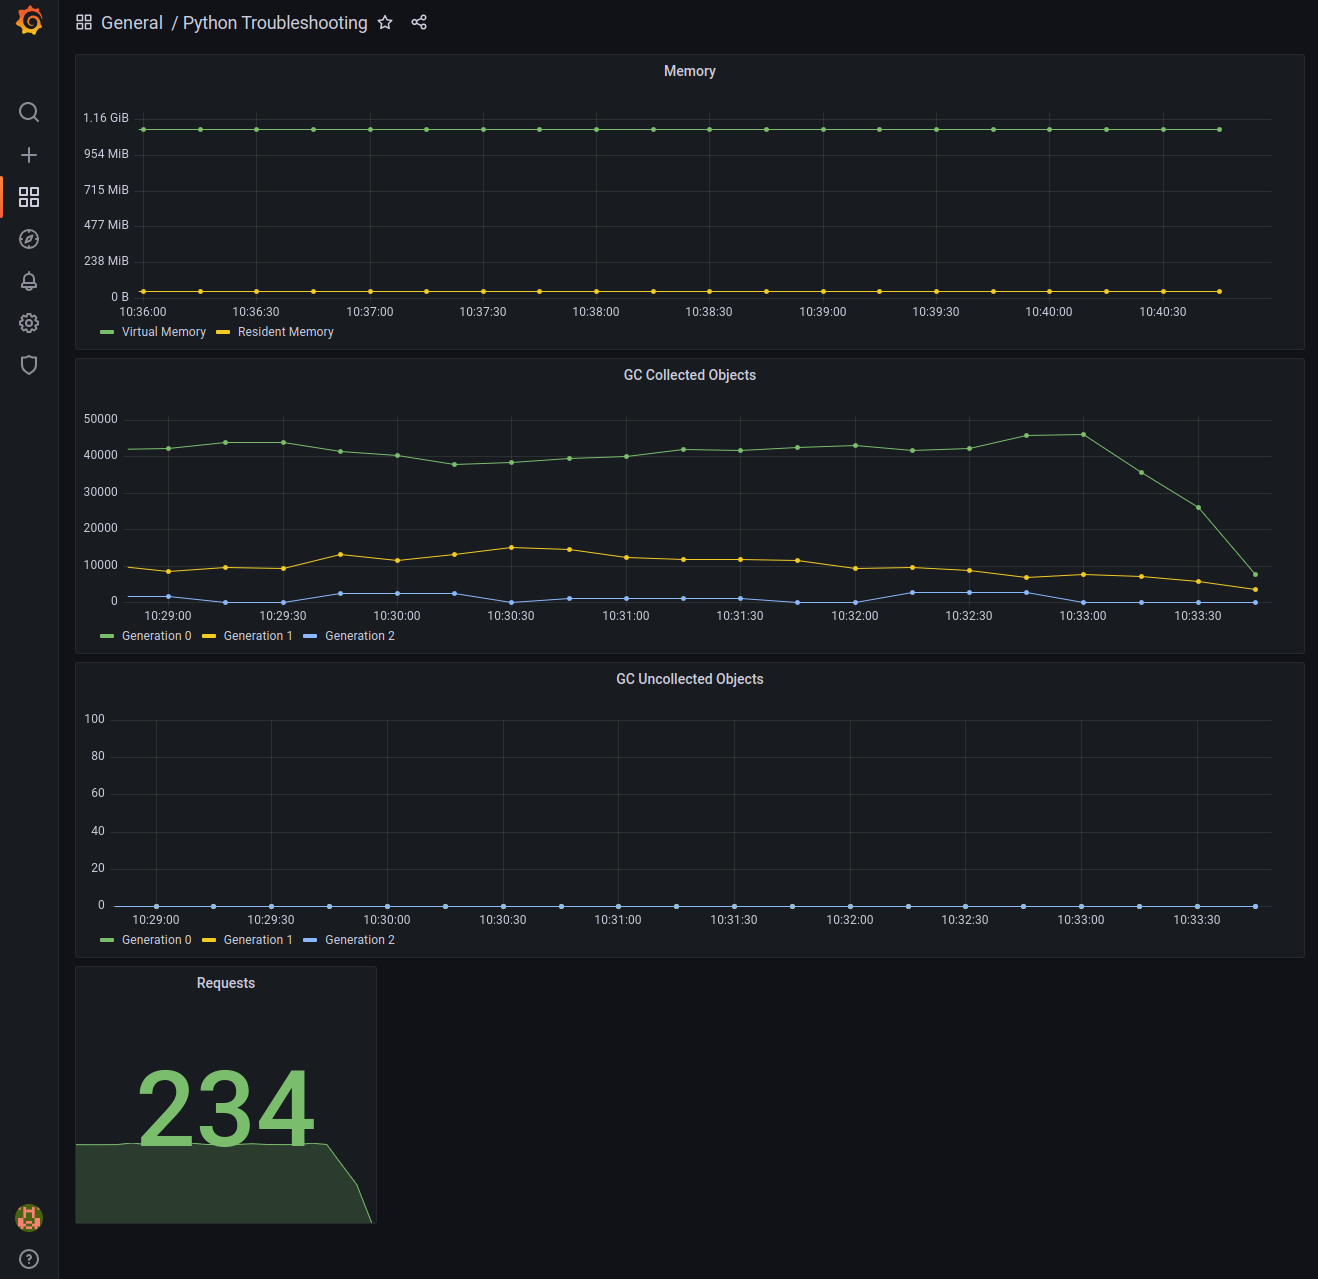 General / Python Troubleshooting
Memory
1.16 GiB
954 MiB
715 MiB
477 MiB
238 MiB
0 B
10:36:00 10:36:30 10:37:00 10:37:30 10:38:00 10:38:30 10:39:00 10:39:30 10:40:00 10:40:30
Virtual Memory Resident Memory
GC Collected Objects
50000
40000
30000
20000
10000
0
10:29:00 10:29:30 10:30:00 10:30:30 10:31:00 10:31:30 10:32:00 10:32:30 10:33:00 10:33:30
Generation 0 Generation 1 Generation 2
GC Uncollected Objects
100
80
60
40
20
0
10:29:00 10:29:30 10:30:00 10:30:30 10:31:00 10:31:30 10:32:00 10:32:30 10:33:00 10:33:30
Generation 0 Generation 1 Generation 2
Requests
234